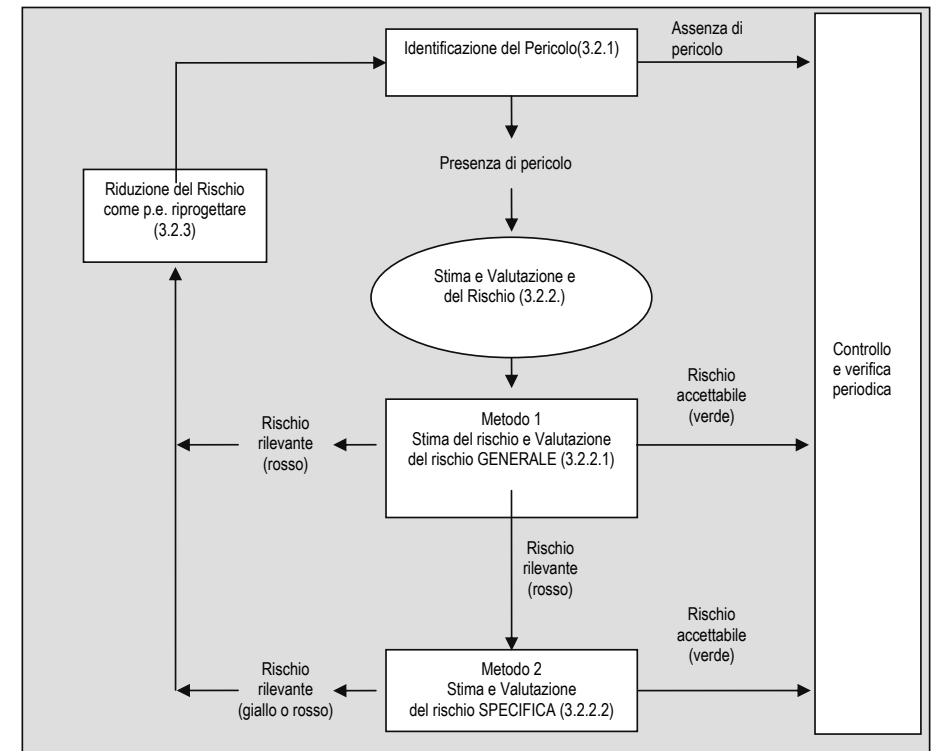 Identificazione del Pericolo(3.2.1)
Assenza di
pericolo
Presenza di pericolo
Riduzione del Rischio
come p.e. riprogettare
(3.2.3)
Stima e Valutazione e
del Rischio (3.2.2.)
Controllo
e verifica
periodica
Rischio
accettabile
(verde)
Metodo 1
Stima del rischio e Valutazione
del rischio GENERALE (3.2.2.1)
Rischio
rilevante
(rosso)
Rischio
rilevante
(rosso)
Rischio
accettabile
(verde)
Metodo 2
Stima e Valutazione
del rischio SPECIFICA (3.2.2.2)
Rischio
rilevante
(giallo o rosso)